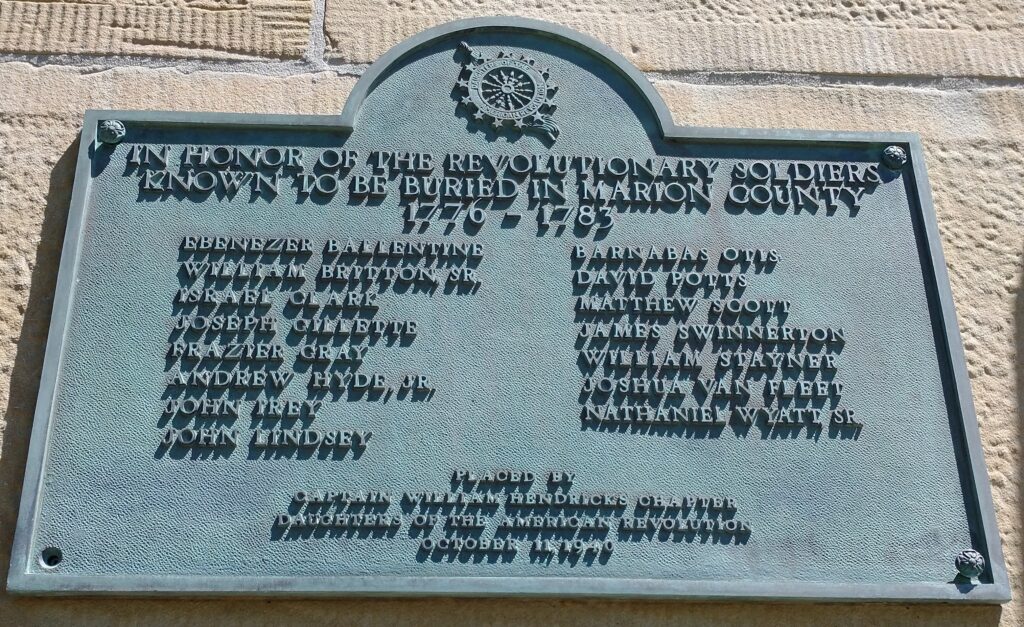 IN HONOR OF THE REVOLUTIONARY SOLDIERS
KNOWN TO BE BURIED IN MARION COUNTY
1776 - 1783
EBENEZER BALLENTINE
WILLIAM BRITTON, SR.
ISRAEL CLARK
JOSEPH GILLETTE
FRAZIER GRAY
ANDREW HYDE, JR.
JOHN IREY
JOHN LINDSEY
BARNABAS OTIS
DAVID POTTS
MATTHEW SCOTT
JAMES SWINNERTON
WILLIAM STAYNER
JOSHUA VAN FLEET
NATHANIEL WYATT, SR.
PLACED BY
CAPTAIN WILLIAM HENDRICKS CHAPTER
DAUGHTERS OF THE AMERICAN REVOLUTION
OCTOBER 11, 1940